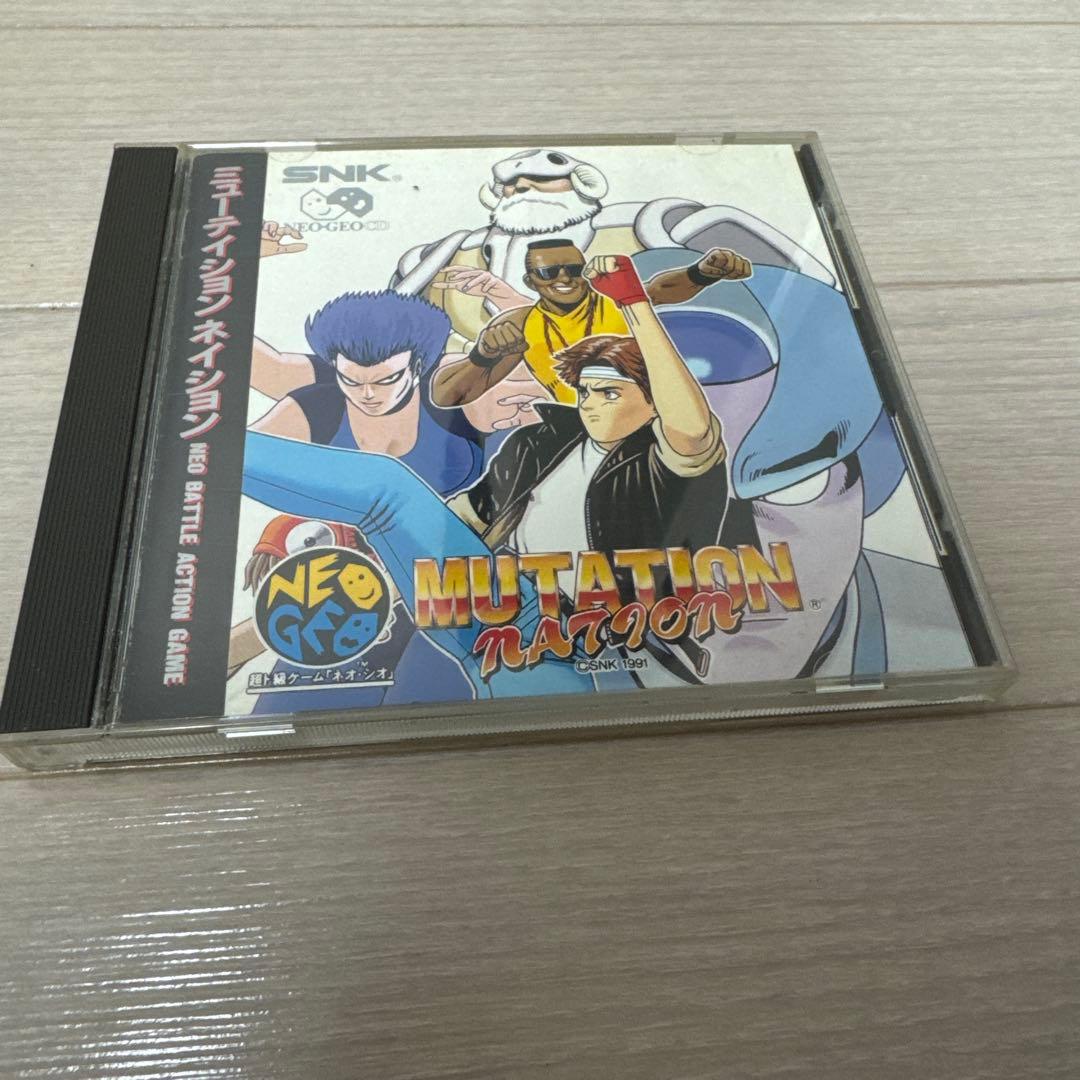 ミューテイション ネイション NEO BATTLE ACTION GAME
SNK®
NEO·GEO CD
NEO
GEO
超ド級ゲーム「ネオ・ジオ」
MUTATION
NATION
®
©SNK 1991